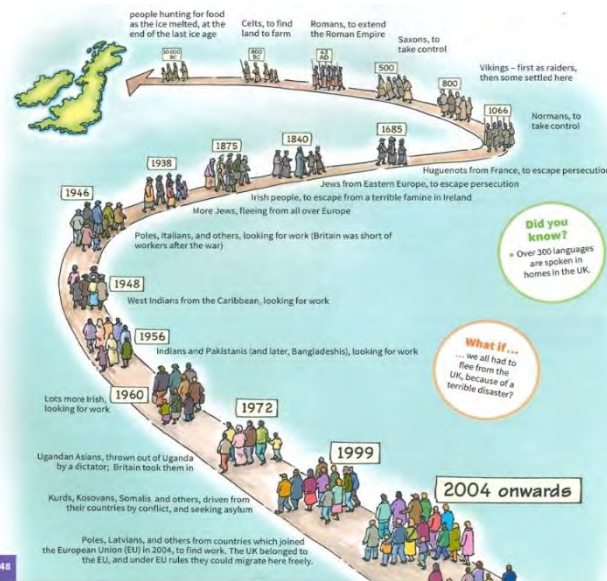 people hunting for food
as the ice melted, at the
end of the last ice age
Celts, to find
land to farm
Romans, to extend
the Roman Empire
Saxons, to
take control
Vikings – first as raiders,
then some settled here
Normans, to
take control
10 000
BC
800
BC
43
AD
500
800
1066
1685
1840
1875
1938
1946
Huguenots from France, to escape persecution
Jews from Eastern Europe, to escape persecution
Irish people, to escape from a terrible famine in Ireland
More Jews, fleeing from all over Europe
Poles, Italians, and others, looking for work (Britain was short of
workers after the war)
Did you
know?
Over 300 languages
are spoken in
homes in the UK.
1948
West Indians from the Caribbean, looking for work
1956
Indians and Pakistanis (and later, Bangladeshis), looking for work
What if...
... we all had to
flee from the
UK, because of a
terrible disaster?
1960
Lots more Irish,
looking for work
1972
Ugandan Asians, thrown out of Uganda
by a dictator; Britain took them in
1999
Kurds, Kosovans, Somalis and others, driven from
their countries by conflict, and seeking asylum
2004 onwards
Poles, Latvians, and others from countries which joined
the European Union (EU) in 2004, to find work. The UK belonged to
the EU, and under EU rules they could migrate here freely.
48